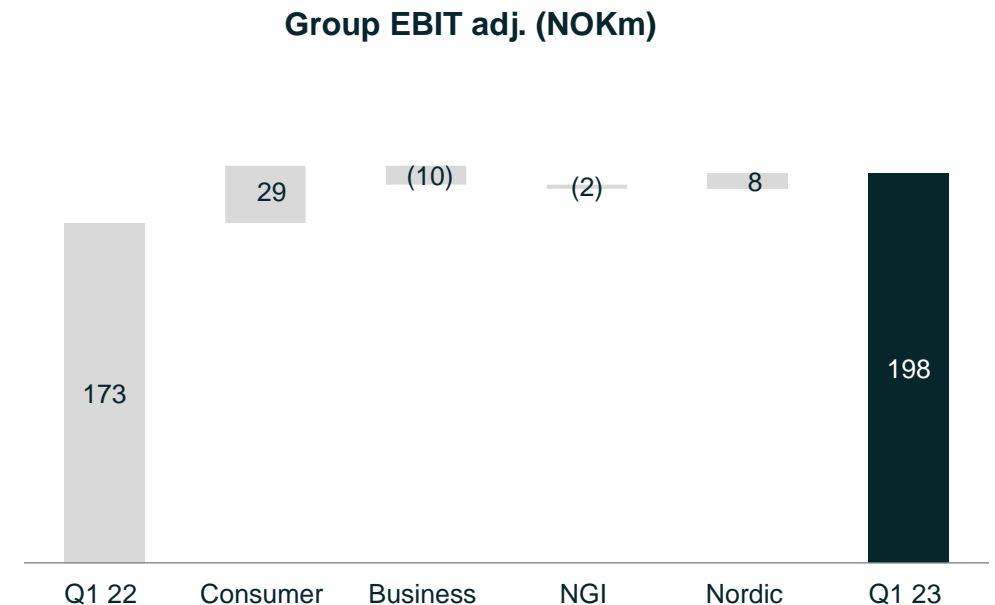 Group EBIT adj. (NOKm)
29
(10)
(2)
8
173
198
Q1 22
Consumer
Business
NGI
Nordic
Q1 23